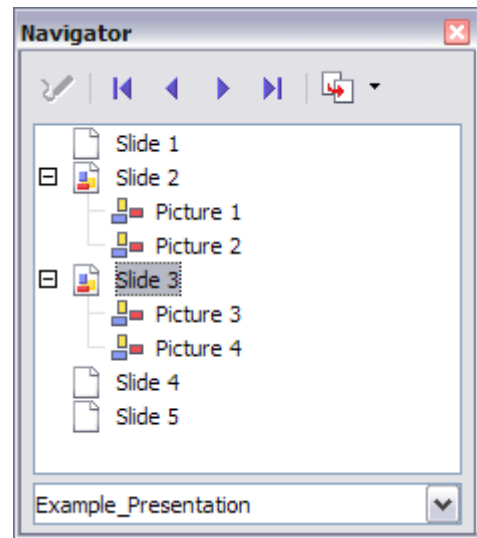 Navigator
Slide 1
Slide 2
Picture 1
Picture 2
Slide 3
Picture 3
Picture 4
Slide 4
Slide 5
Example_Presentation